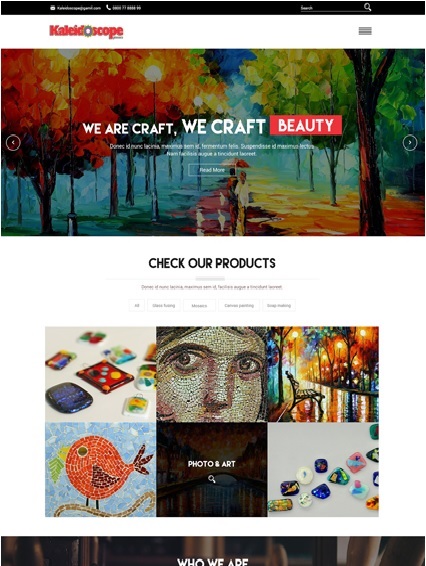 Kaleidoscope@gamil.com 0800 77 8888 99 Search
Kaleidoscope
WE ARE CRAFT, WE CRAFT BEAUTY
Donec id nunc lacinia, maximus sem id, fermentum felis. Suspendisse id maximus lectus.
Nam facilisis augue a tincidunt laoreet.
Read More
CHECK OUR PRODUCTS
Donec id nunc lacinia, maximus sem id, facilisis augue a tincidunt laoreet.
All Glass fusing Mosaics Canvas painting Soap making
PHOTO & ART
WHO WE ARE